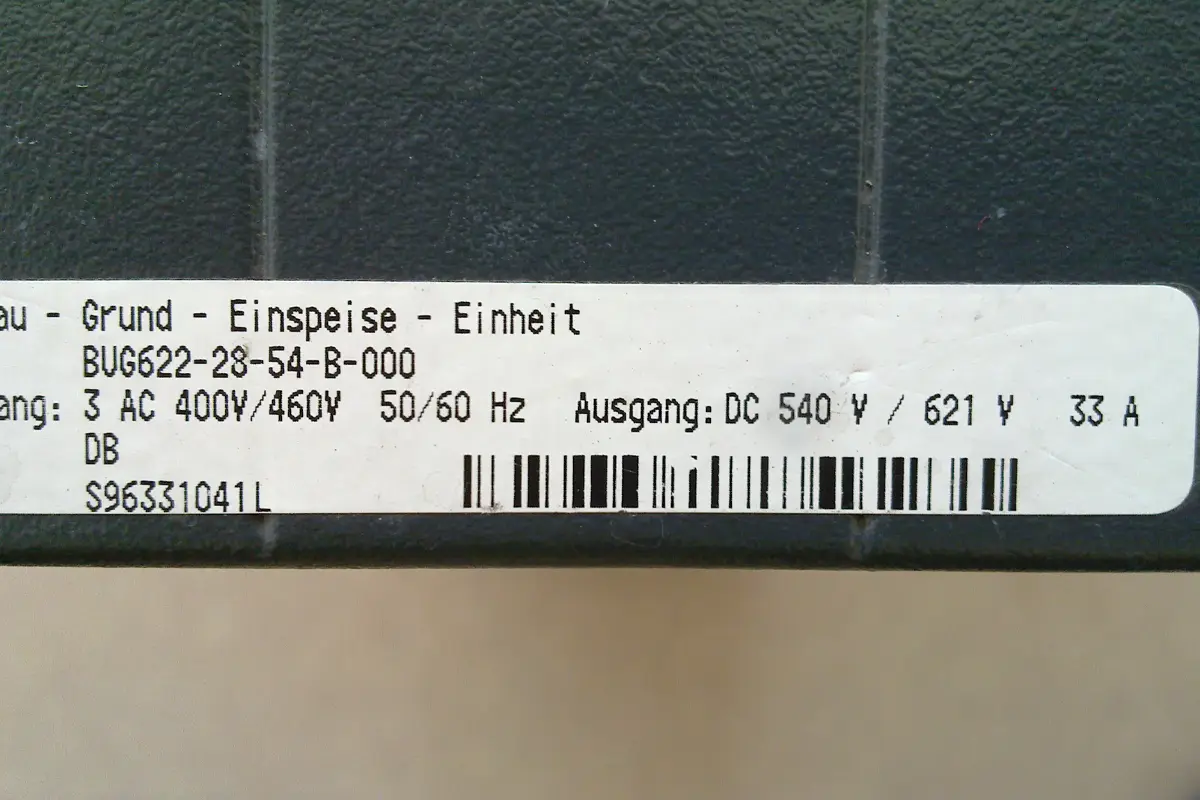 au - Grund - Einspeise - Einheit
BUG622-28-54-B-000
ang: 3 AC 400V/460V 50/60 Hz Ausgang: DC 540 V / 621 V 33 A
DB
S96331041L